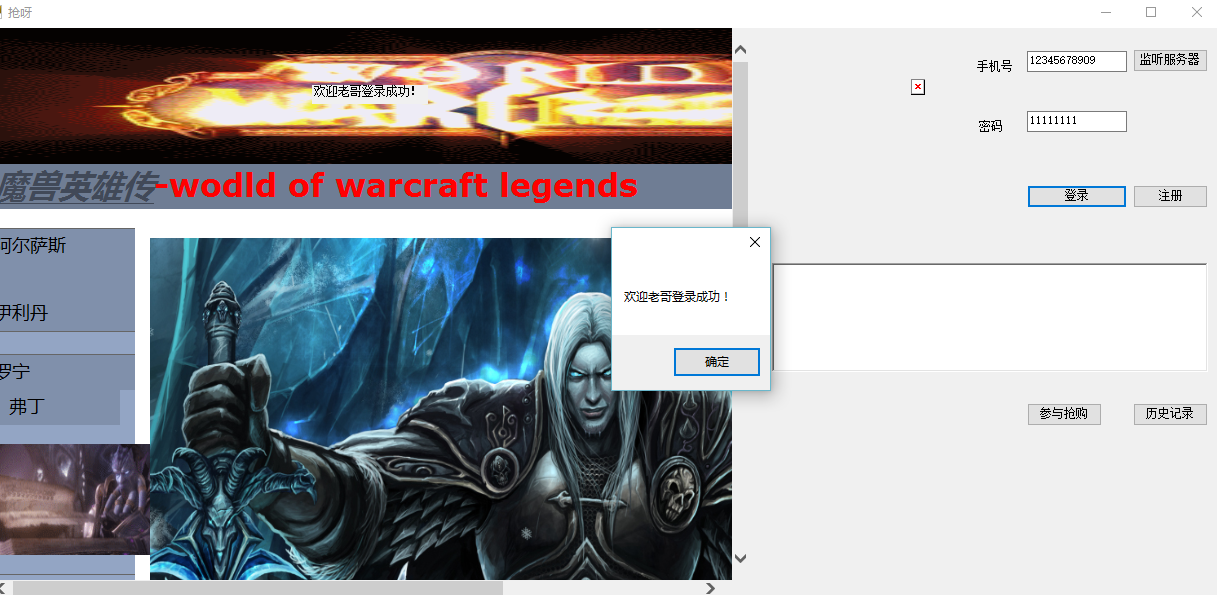 抢呀
手机号
12345678909
监听服务器
WORLD
欢迎老哥登录成功!
密码
11111111
魔兽英雄传-wodld of warcraft legends
登录
注册
阿尔萨斯
欢迎老哥登录成功！
伊利丹
确定
罗宁
弗丁
参与抢购
历史记录